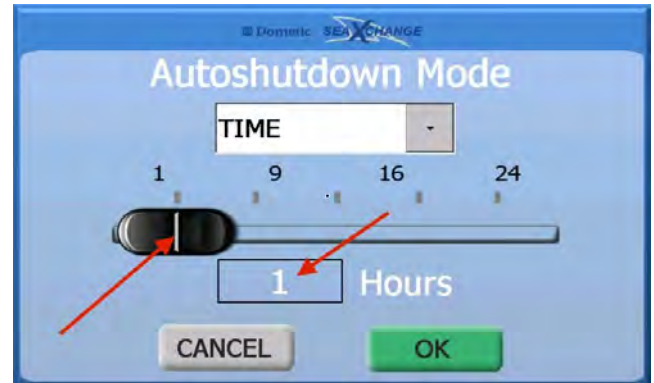 Dometic SEAXCHANGE
Autoshutdown Mode
TIME
1 9 16 24
1 Hours
CANCEL OK